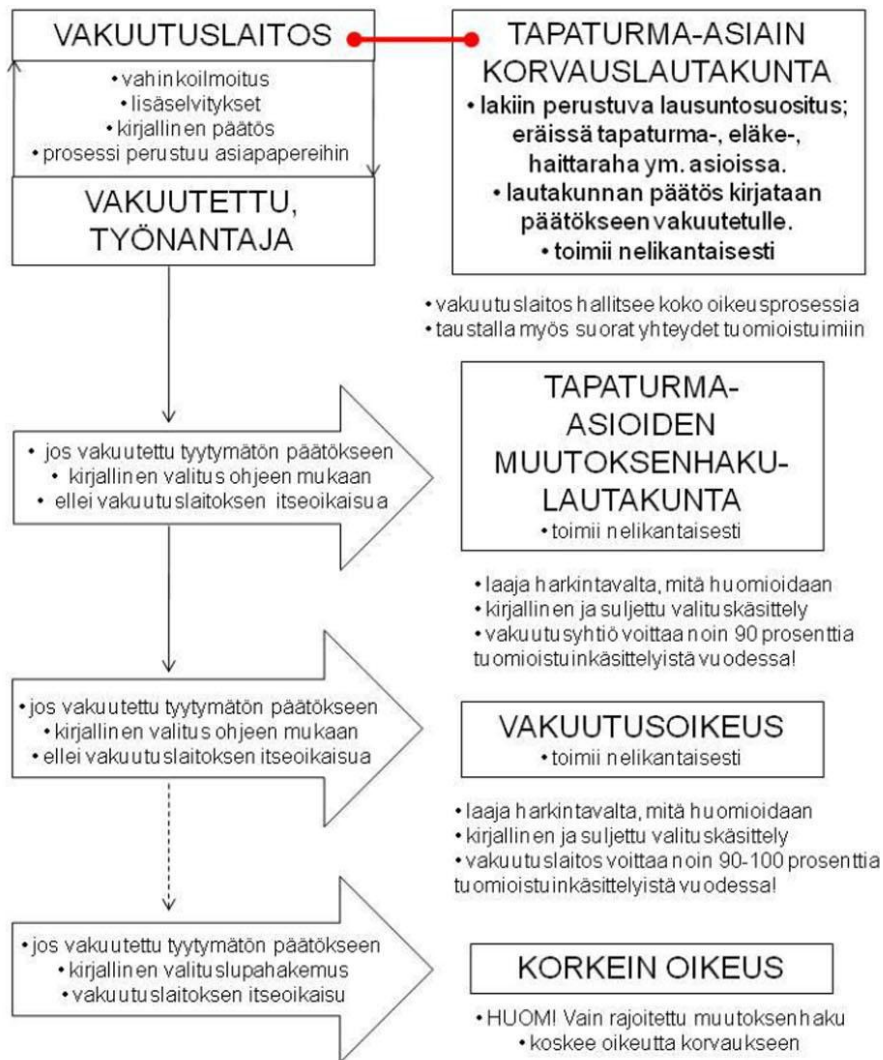 VAKUUTUSLAITOS
• vahinkoilmoitus
• lisäselvitykset
• kirjallinen päätös
• prosessi perustuu asiapapereihin
VAKUUTETTU,
TYÖNANTAJA
TAPATURMA-ASIAIN
KORVAUSLAUTAKUNTA
• lakiin perustuva lausuntosuositus;
eräissä tapaturma-, eläke-,
haittaraha ym. asioissa.
• lautakunnan päätös kirjataan
päätökseen vakuutetulle.
• toimii nelikantaisesti
• vakuutuslaitos hallitsee koko oikeusprosessia
• taustalla myös suorat yhteydet tuomioistuimiin
• jos vakuutettu tyytymätön päätökseen
• kirjallinen valitus ohjeen mukaan
• ellei vakuutuslaitoksen itseoikaisua
TAPATURMA-
ASIOIDEN
MUUTOKSENHAKU-
LAUTAKUNTA
• toimii nelikantaisesti
• laaja harkintavalta, mitä huomioidaan
• kirjallinen ja suljettu valituskäsittely
• vakuutusyhtiö voittaa noin 90 prosenttia
tuomioistuinkäsittelyistä vuodessa!
• jos vakuutettu tyytymätön päätökseen
• kirjallinen valitus ohjeen mukaan
• ellei vakuutuslaitoksen itseoikaisua
VAKUUTUSOIKEUS
• toimii nelikantaisesti
• laaja harkintavalta, mitä huomioidaan
• kirjallinen ja suljettu valituskäsittely
• vakuutuslaitos voittaa noin 90-100 prosenttia
tuomioistuinkäsittelyistä vuodessa!
• jos vakuutettu tyytymätön päätökseen
• kirjallinen valituslupahakemus
• vakuutuslaitoksen itseoikaisu
KORKEIN OIKEUS
• HUOM! Vain rajoitettu muutoksenhaku
• koskee oikeutta korvaukseen